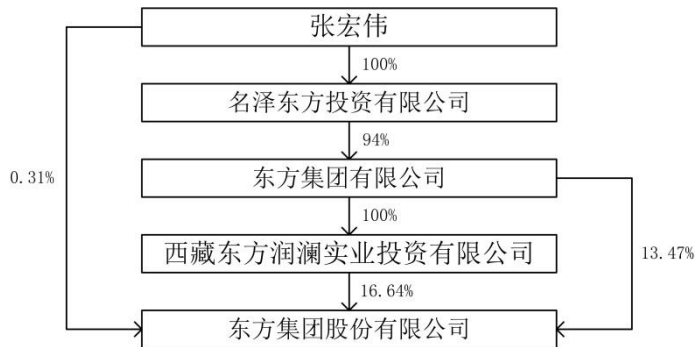 张宏伟
100%
名泽东方投资有限公司
94%
0.31%
东方集团有限公司
100%
西藏东方润澜实业投资有限公司
13.47%
16.64%
东方集团股份有限公司